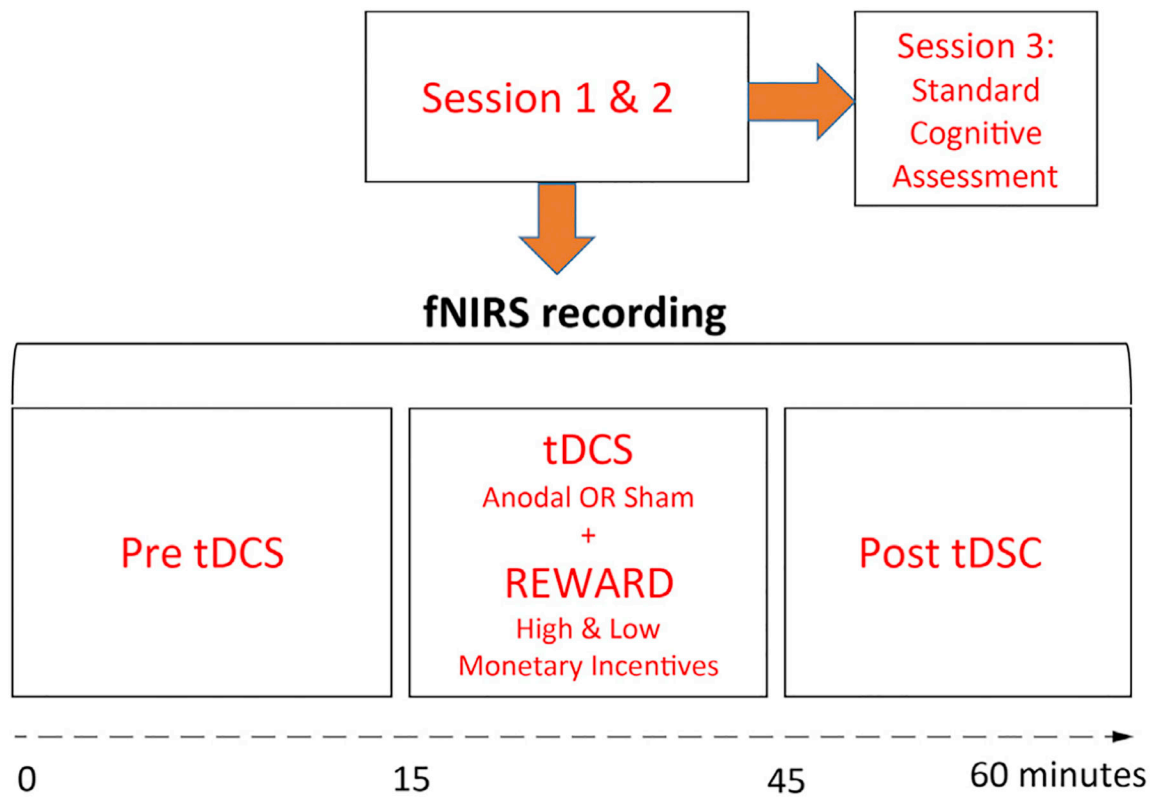 Session 1 & 2
Session 3:
Standard
Cognitive
Assessment
fNIRS recording
Pre tDCS
tDCS
Anodal OR Sham
+
REWARD
High & Low
Monetary Incentives
Post tDSC
0
15
45
60 minutes